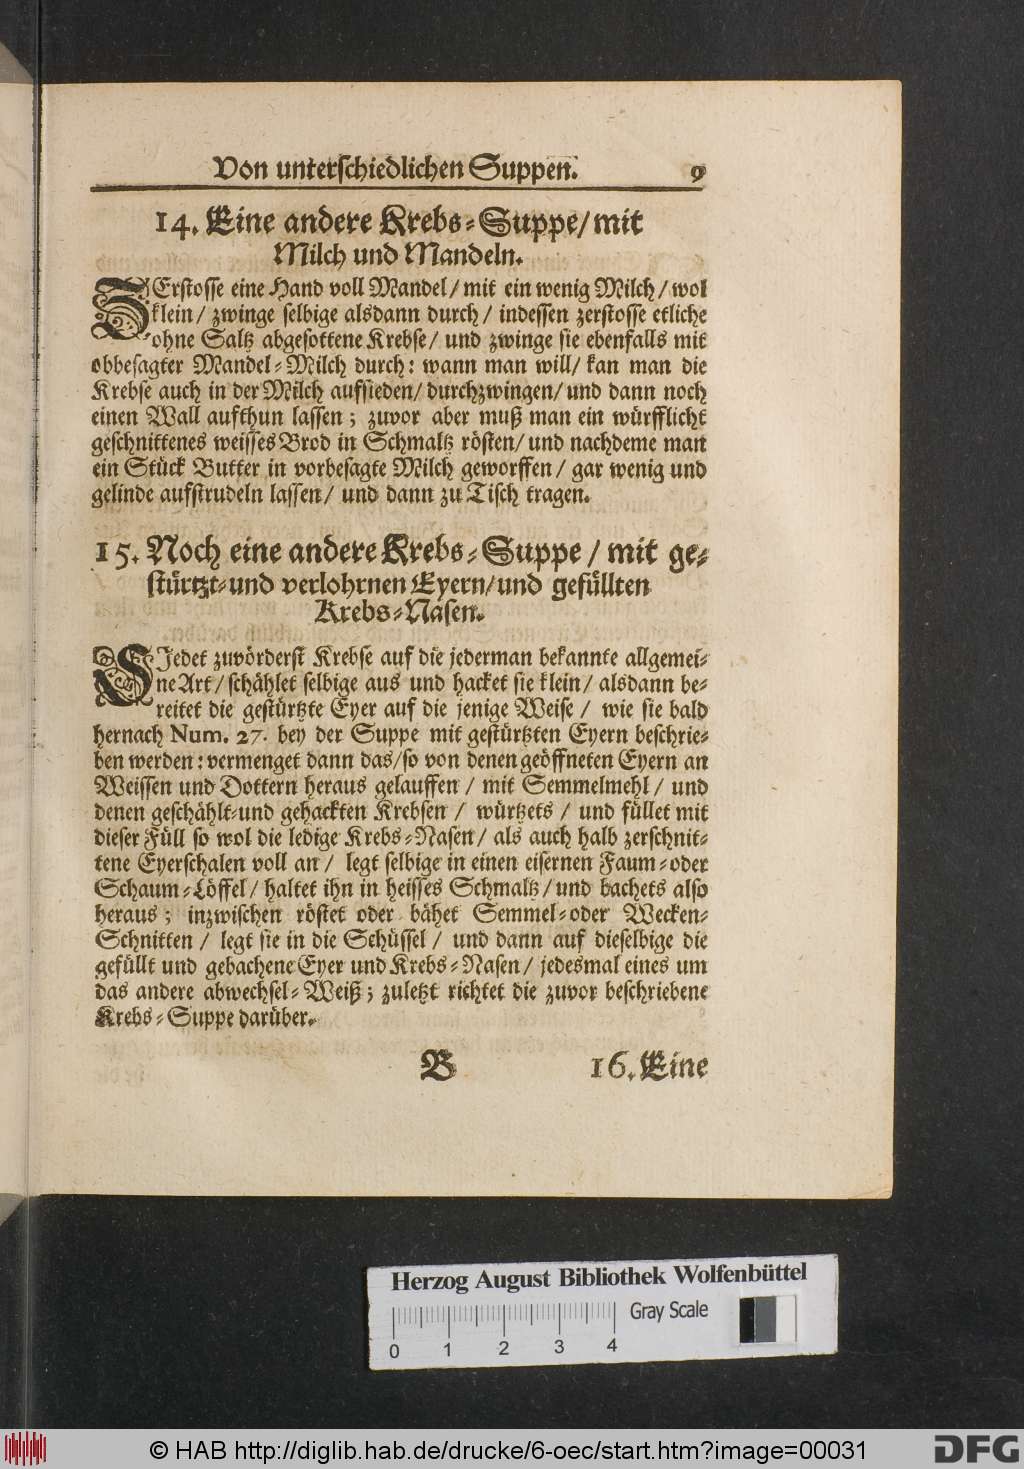 Von unterschiedlichen Suppen. 9
14. Eine andere Krebs-Suppe/ mit
Milch und Mandeln.
ZErstosse eine Hand voll Mandel/ mit ein wenig Milch/ wol
klein/ zwinge selbige alsdann durch/ indessen zerstosse etliche
ohne Saltz abgesottene Krebse/ und zwinge sie ebenfalls mit
obbesagter Mandel-Milch durch: wann man will/ kan man die
Krebse auch in der Milch aufsieden/ durchzwingen/ und dann noch
einen Wall aufthun lassen; zuvor aber muß man ein würfflicht
geschnittenes weisses Brod in Schmaltz rösten/ und nachdeme man
ein Stück Butter in vorbesagte Milch geworffen/ gar wenig und
gelinde aufstrudeln lassen/ und dann zu Tisch tragen.
15. Noch eine andere Krebs-Suppe/ mit ge-
stürtzt-und verlohrnen Eyern/ und gefüllten
Krebs-Nasen.
SIedet zuvörderst Krebse auf die jederman bekannte allgemei-
ne Art/ schählet selbige aus und hacket sie klein/ alsdann be-
reitet die gestürtzte Eyer auf die jenige Weise/ wie sie bald
hernach Num. 27. bey der Suppe mit gestürtzten Eyern beschrie-
ben werden: vermenget dann das/ so von denen geöffneten Eyern an
Weissen und Dottern heraus gelauffen/ mit Semmelmehl/ und
denen geschählt-und gehackten Krebsen/ würtzets/ und füllet mit
dieser Füll so wol die ledige Krebs-Nasen/ als auch halb zerschnit-
tene Eyerschalen voll an/ legt selbige in einen eisernen Faum-oder
Schaum-Löffel/ haltet ihn in heisses Schmaltz/ und bachets also
heraus; inzwischen röstet oder bähet Semmel-oder Wecken-
Schnitten/ legt sie in die Schüssel/ und dann auf dieselbige die
gefüllt und gebachene Eyer und Krebs-Nasen/ jedesmal eines um
das andere abwechsel-Weiß; zuletzt richtet die zuvor beschriebene
Krebs-Suppe darüber.
B 16. Eine
Herzog August Bibliothek Wolfenbüttel
Gray Scale
0 1 2 3 4
© HAB http://diglib.hab.de/drucke/6-oec/start.htm?image=00031
DFG